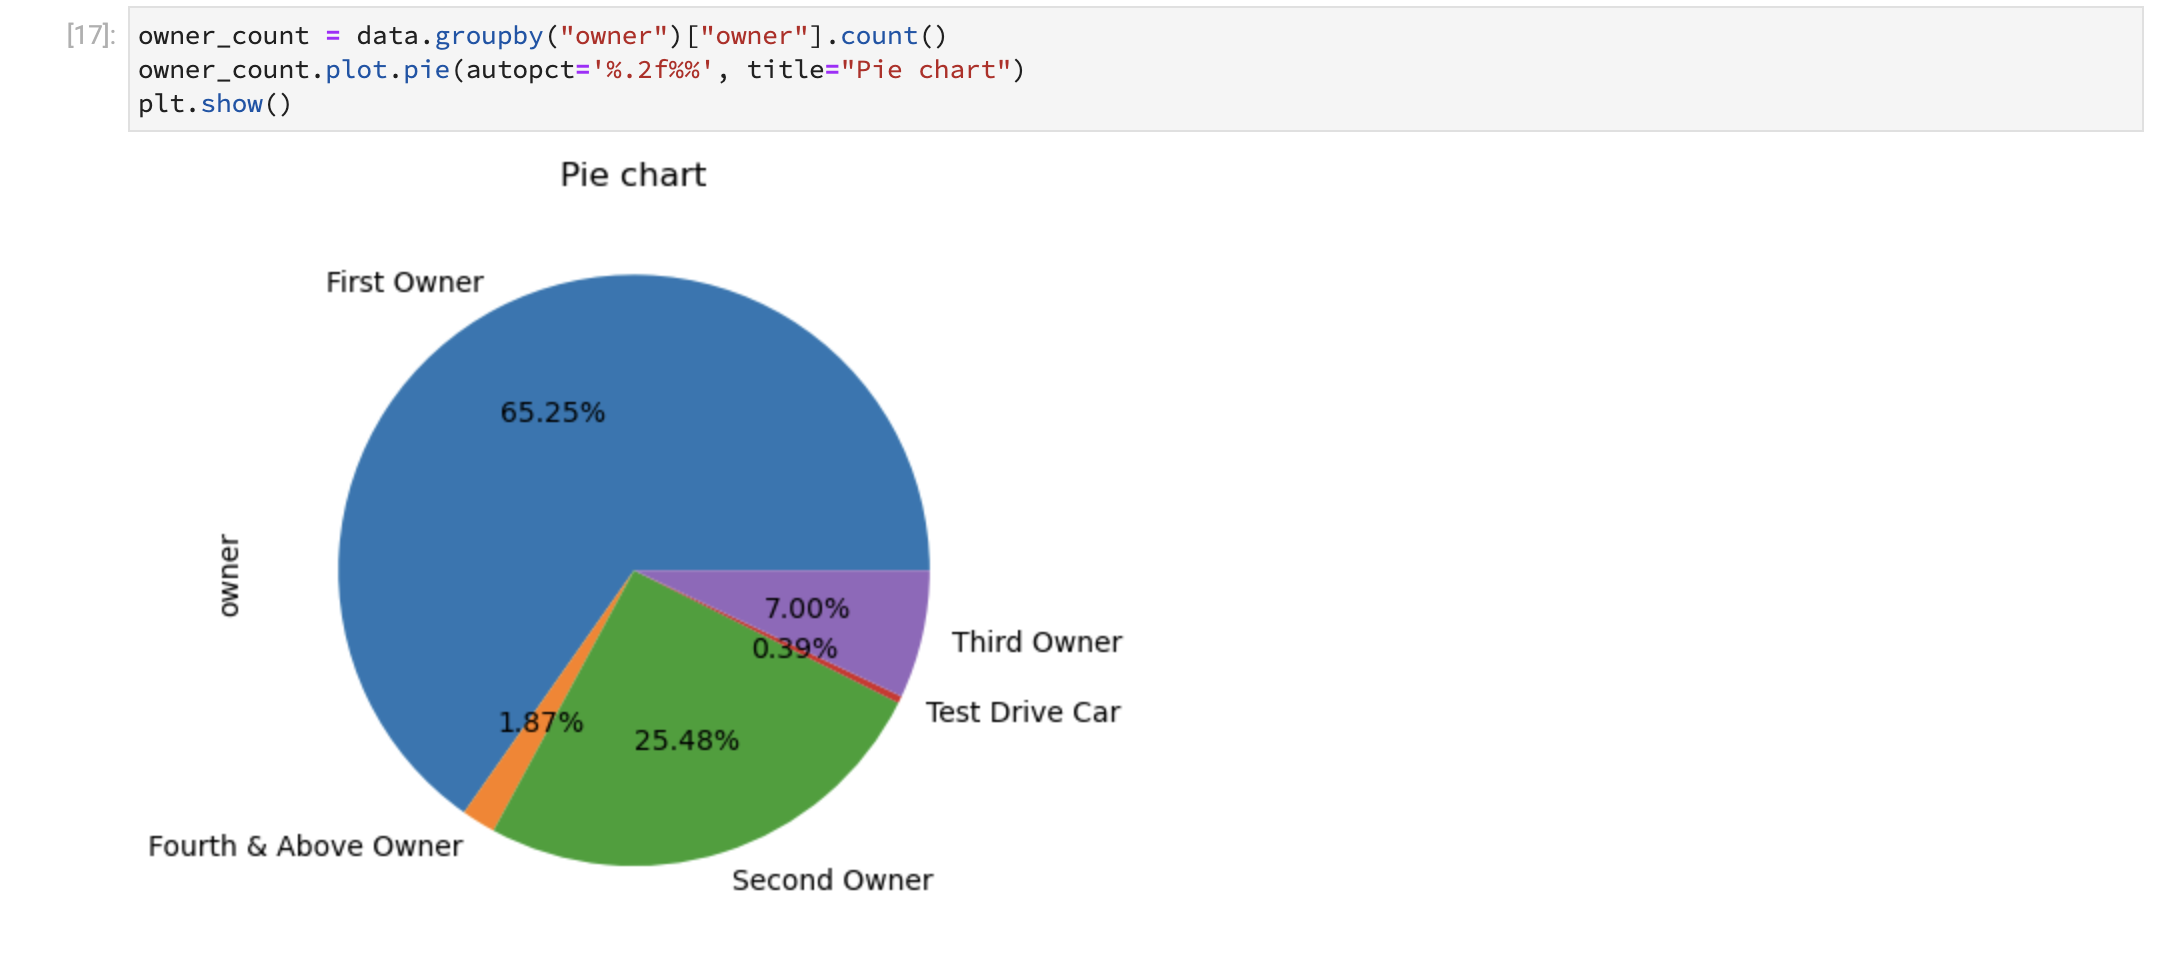 [17]:
owner_count = data.groupby("owner")["owner"].count()
owner_count.plot.pie(autopct='%.2f%%', title="Pie chart")
plt.show()
Pie chart
First Owner
65.25%
owner
7.00%
Third Owner
0.39%
Test Drive Car
1.87%
25.48%
Fourth & Above Owner
Second Owner